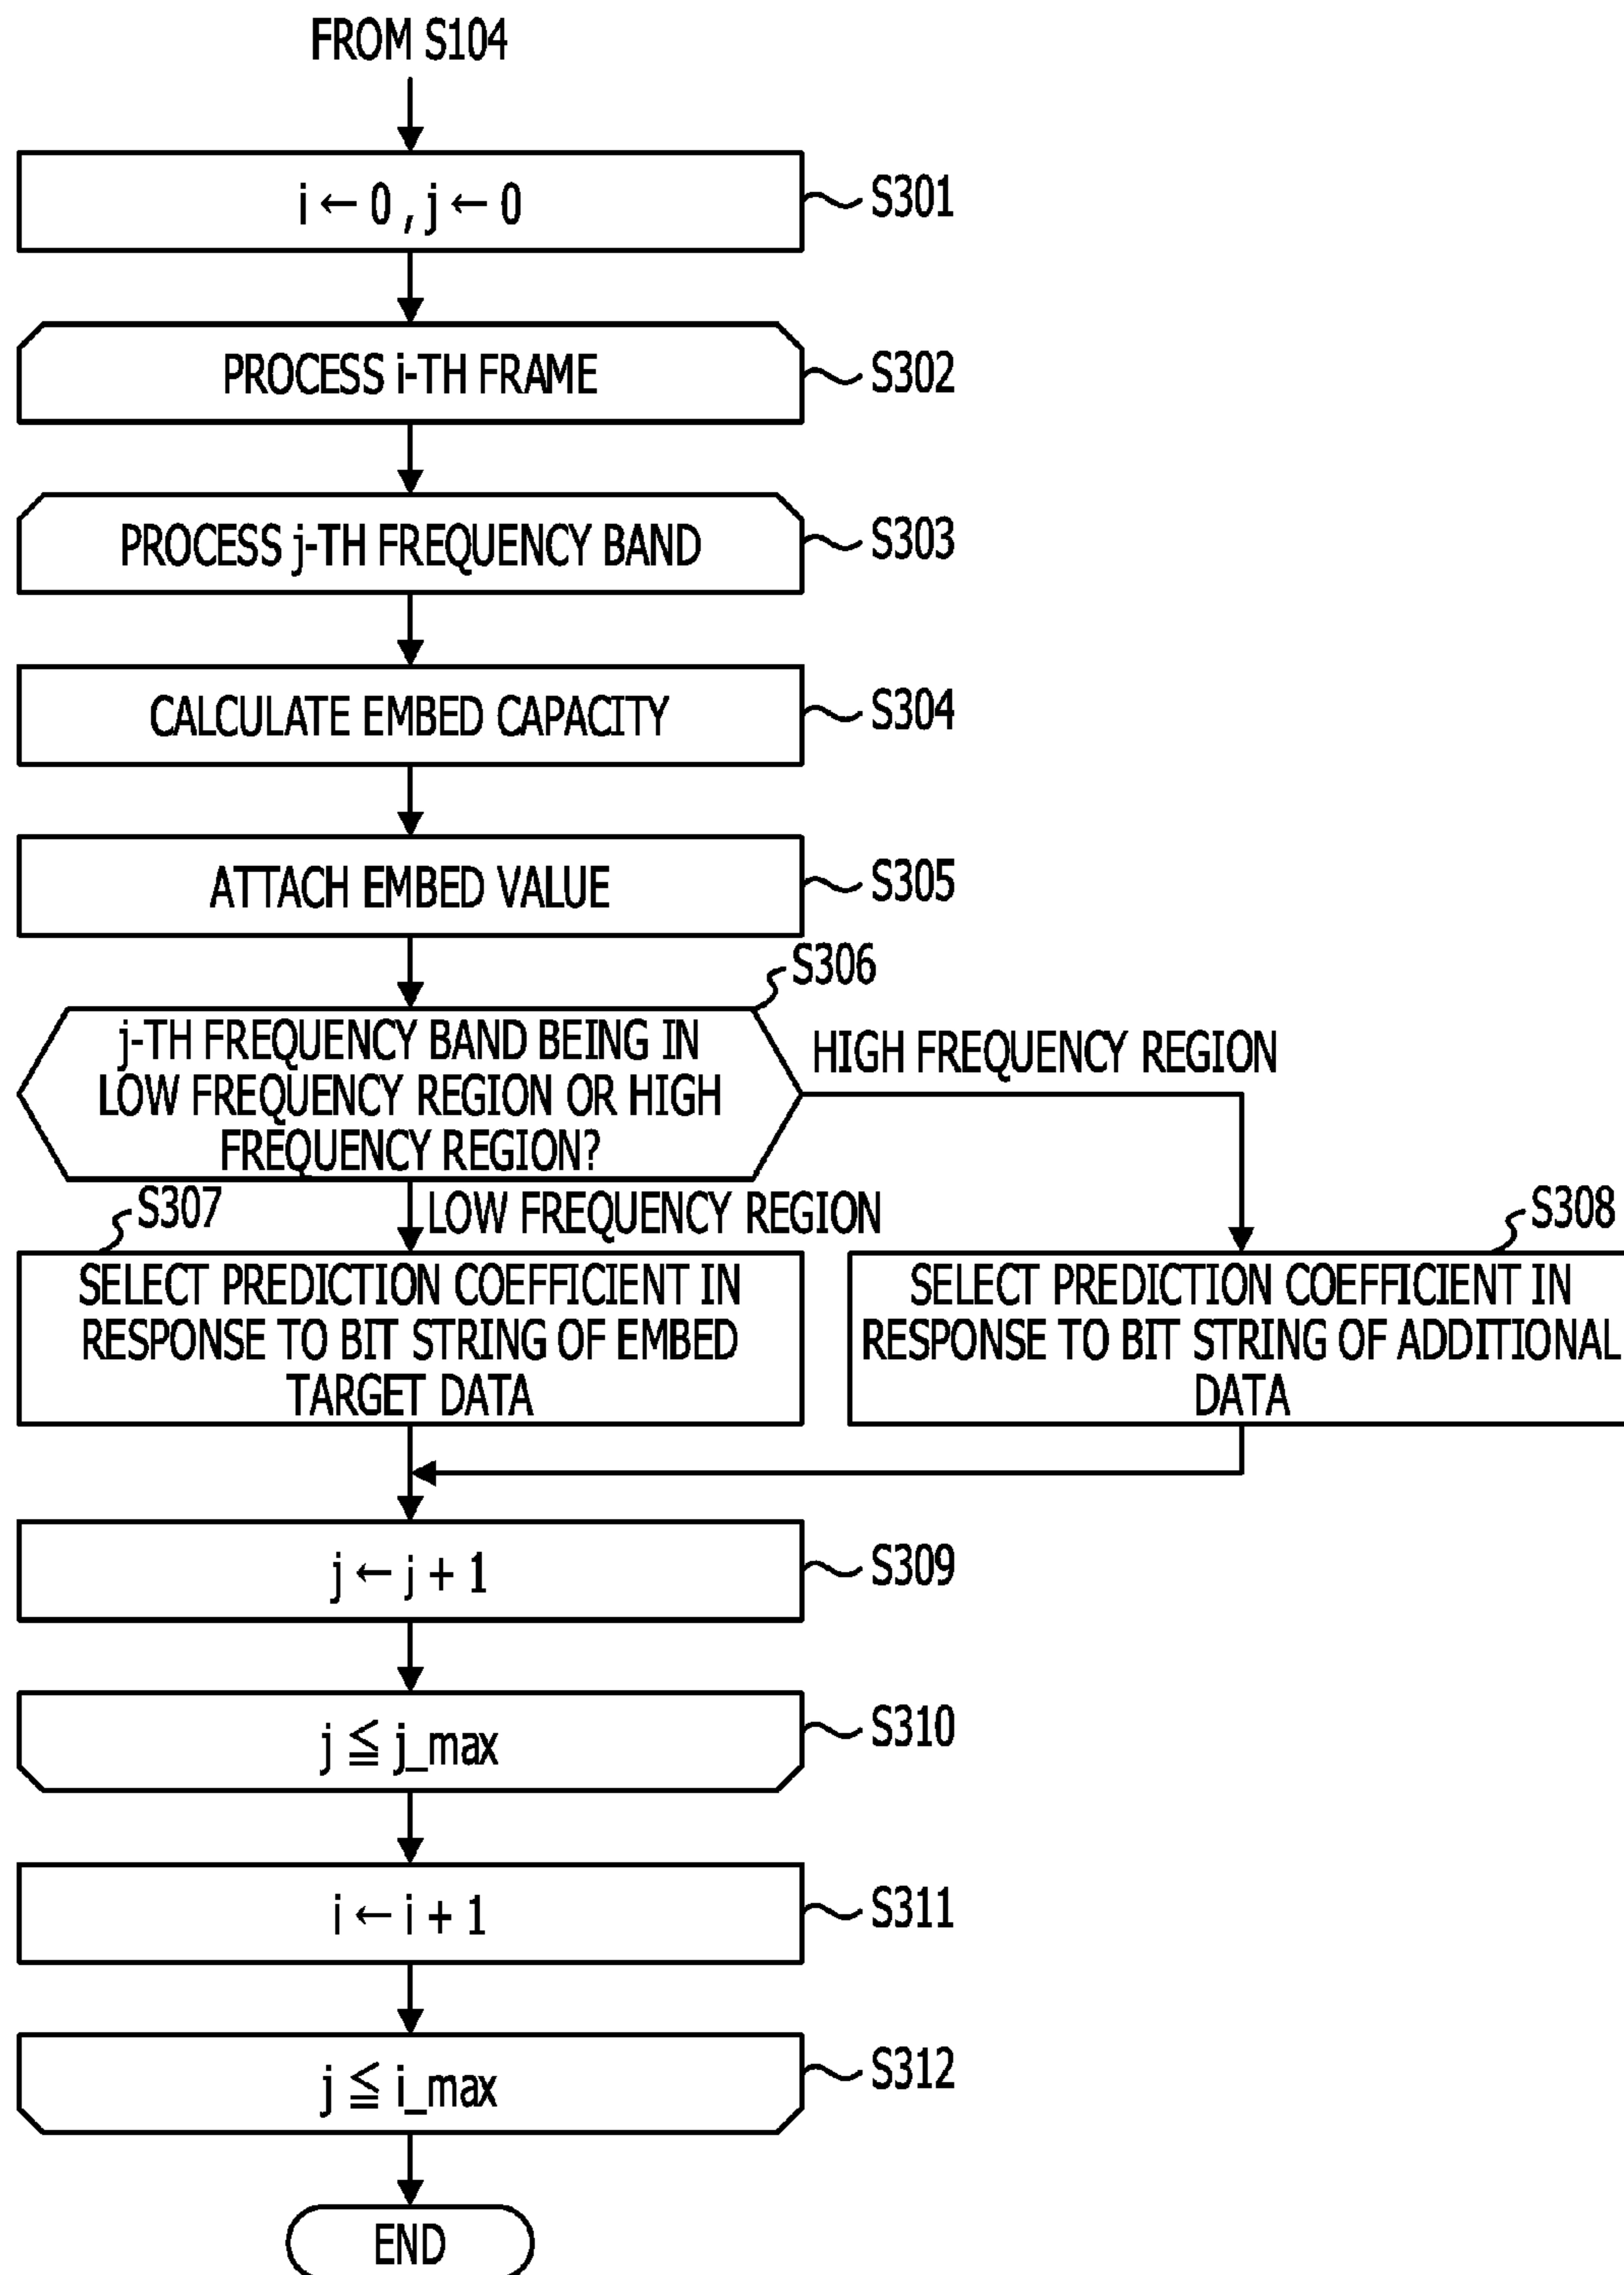 FROM S104
i ← 0 , j ← 0
S301
PROCESS i-TH FRAME
S302
PROCESS j-TH FREQUENCY BAND
S303
CALCULATE EMBED CAPACITY
S304
ATTACH EMBED VALUE
S305
S306
j-TH FREQUENCY BAND BEING IN
LOW FREQUENCY REGION OR HIGH
FREQUENCY REGION?
HIGH FREQUENCY REGION
LOW FREQUENCY REGION
S307
SELECT PREDICTION COEFFICIENT IN
RESPONSE TO BIT STRING OF EMBED
TARGET DATA
S308
SELECT PREDICTION COEFFICIENT IN
RESPONSE TO BIT STRING OF ADDITIONAL
DATA
j ← j + 1
S309
j ≦ j_max
S310
i ← i + 1
S311
j ≦ i_max
S312
END